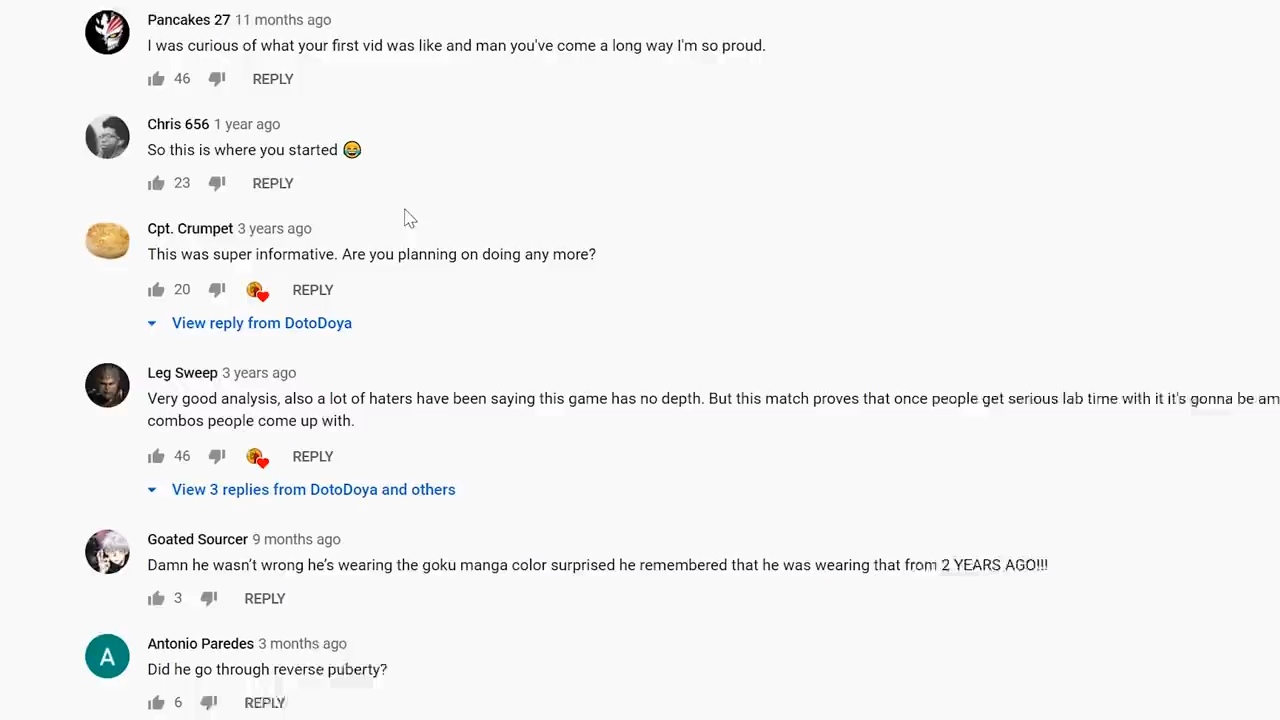 Pancakes 27 11 months ago
I was curious of what your first vid was like and man you've come a long way I'm so proud.
46 REPLY
Chris 656 1 year ago
So this is where you started 😂
23 REPLY
Cpt. Crumpet 3 years ago
This was super informative. Are you planning on doing any more?
20 REPLY
View reply from DotoDoya
Leg Sweep 3 years ago
Very good analysis, also a lot of haters have been saying this game has no depth. But this match proves that once people get serious lab time with it it's gonna be am
combos people come up with.
46 REPLY
View 3 replies from DotoDoya and others
Goated Sourcer 9 months ago
Damn he wasn't wrong he's wearing the goku manga color surprised he remembered that he was wearing that from 2 YEARS AGO!!!
3 REPLY
A
Antonio Paredes 3 months ago
Did he go through reverse puberty?
6 REPLY